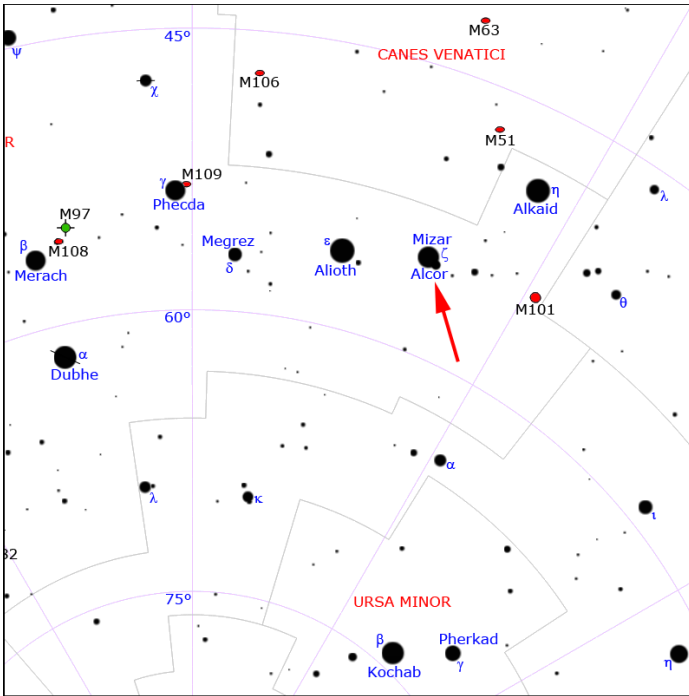 M63
45°
ψ
CANES VENATICI
M106
χ
R
M51
M109
γ
Phecda
η
Alkaid
λ
M97
β
M108
Merach
Megrez
δ
ε
Alioth
Mizar
ζ
Alcor
M101
θ
60°
α
Dubhe
α
λ
κ
ι
32
75°
URSA MINOR
β
Kochab
Pherkad
γ
η